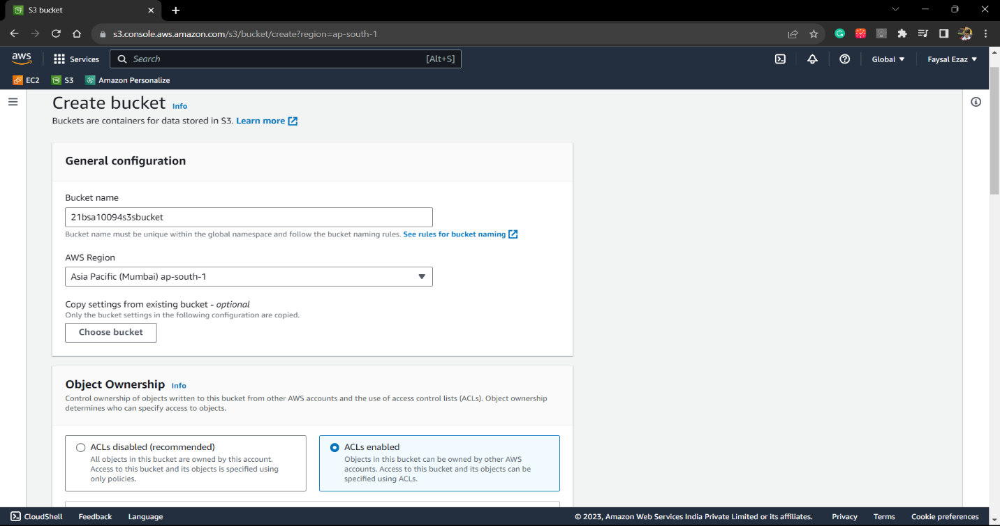 S3 bucket
s3.console.aws.amazon.com/s3/bucket/create?region=ap-south-1
aws
Services
Search
[Alt+S]
Global
Faysal Ezaz
EC2
S3
Amazon Personalize
Create bucket Info
Buckets are containers for data stored in S3. Learn more
General configuration
Bucket name
21bsa10094s3sbucket
Bucket name must be unique within the global namespace and follow the bucket naming rules. See rules for bucket naming
AWS Region
Asia Pacific (Mumbai) ap-south-1
Copy settings from existing bucket - optional
Only the bucket settings in the following configuration are copied.
Choose bucket
Object Ownership Info
Control ownership of objects written to this bucket from other AWS accounts and the use of access control lists (ACLs). Object ownership
determines who can specify access to objects.
ACLs disabled (recommended)
All objects in this bucket are owned by this account.
Access to this bucket and its objects is specified using
only policies.
ACLs enabled
Objects in this bucket can be owned by other AWS
accounts. Access to this bucket and its objects can be
specified using ACLs.
CloudShell
Feedback
Language
© 2023, Amazon Web Services India Private Limited or its affiliates.
Privacy
Terms
Cookie preferences